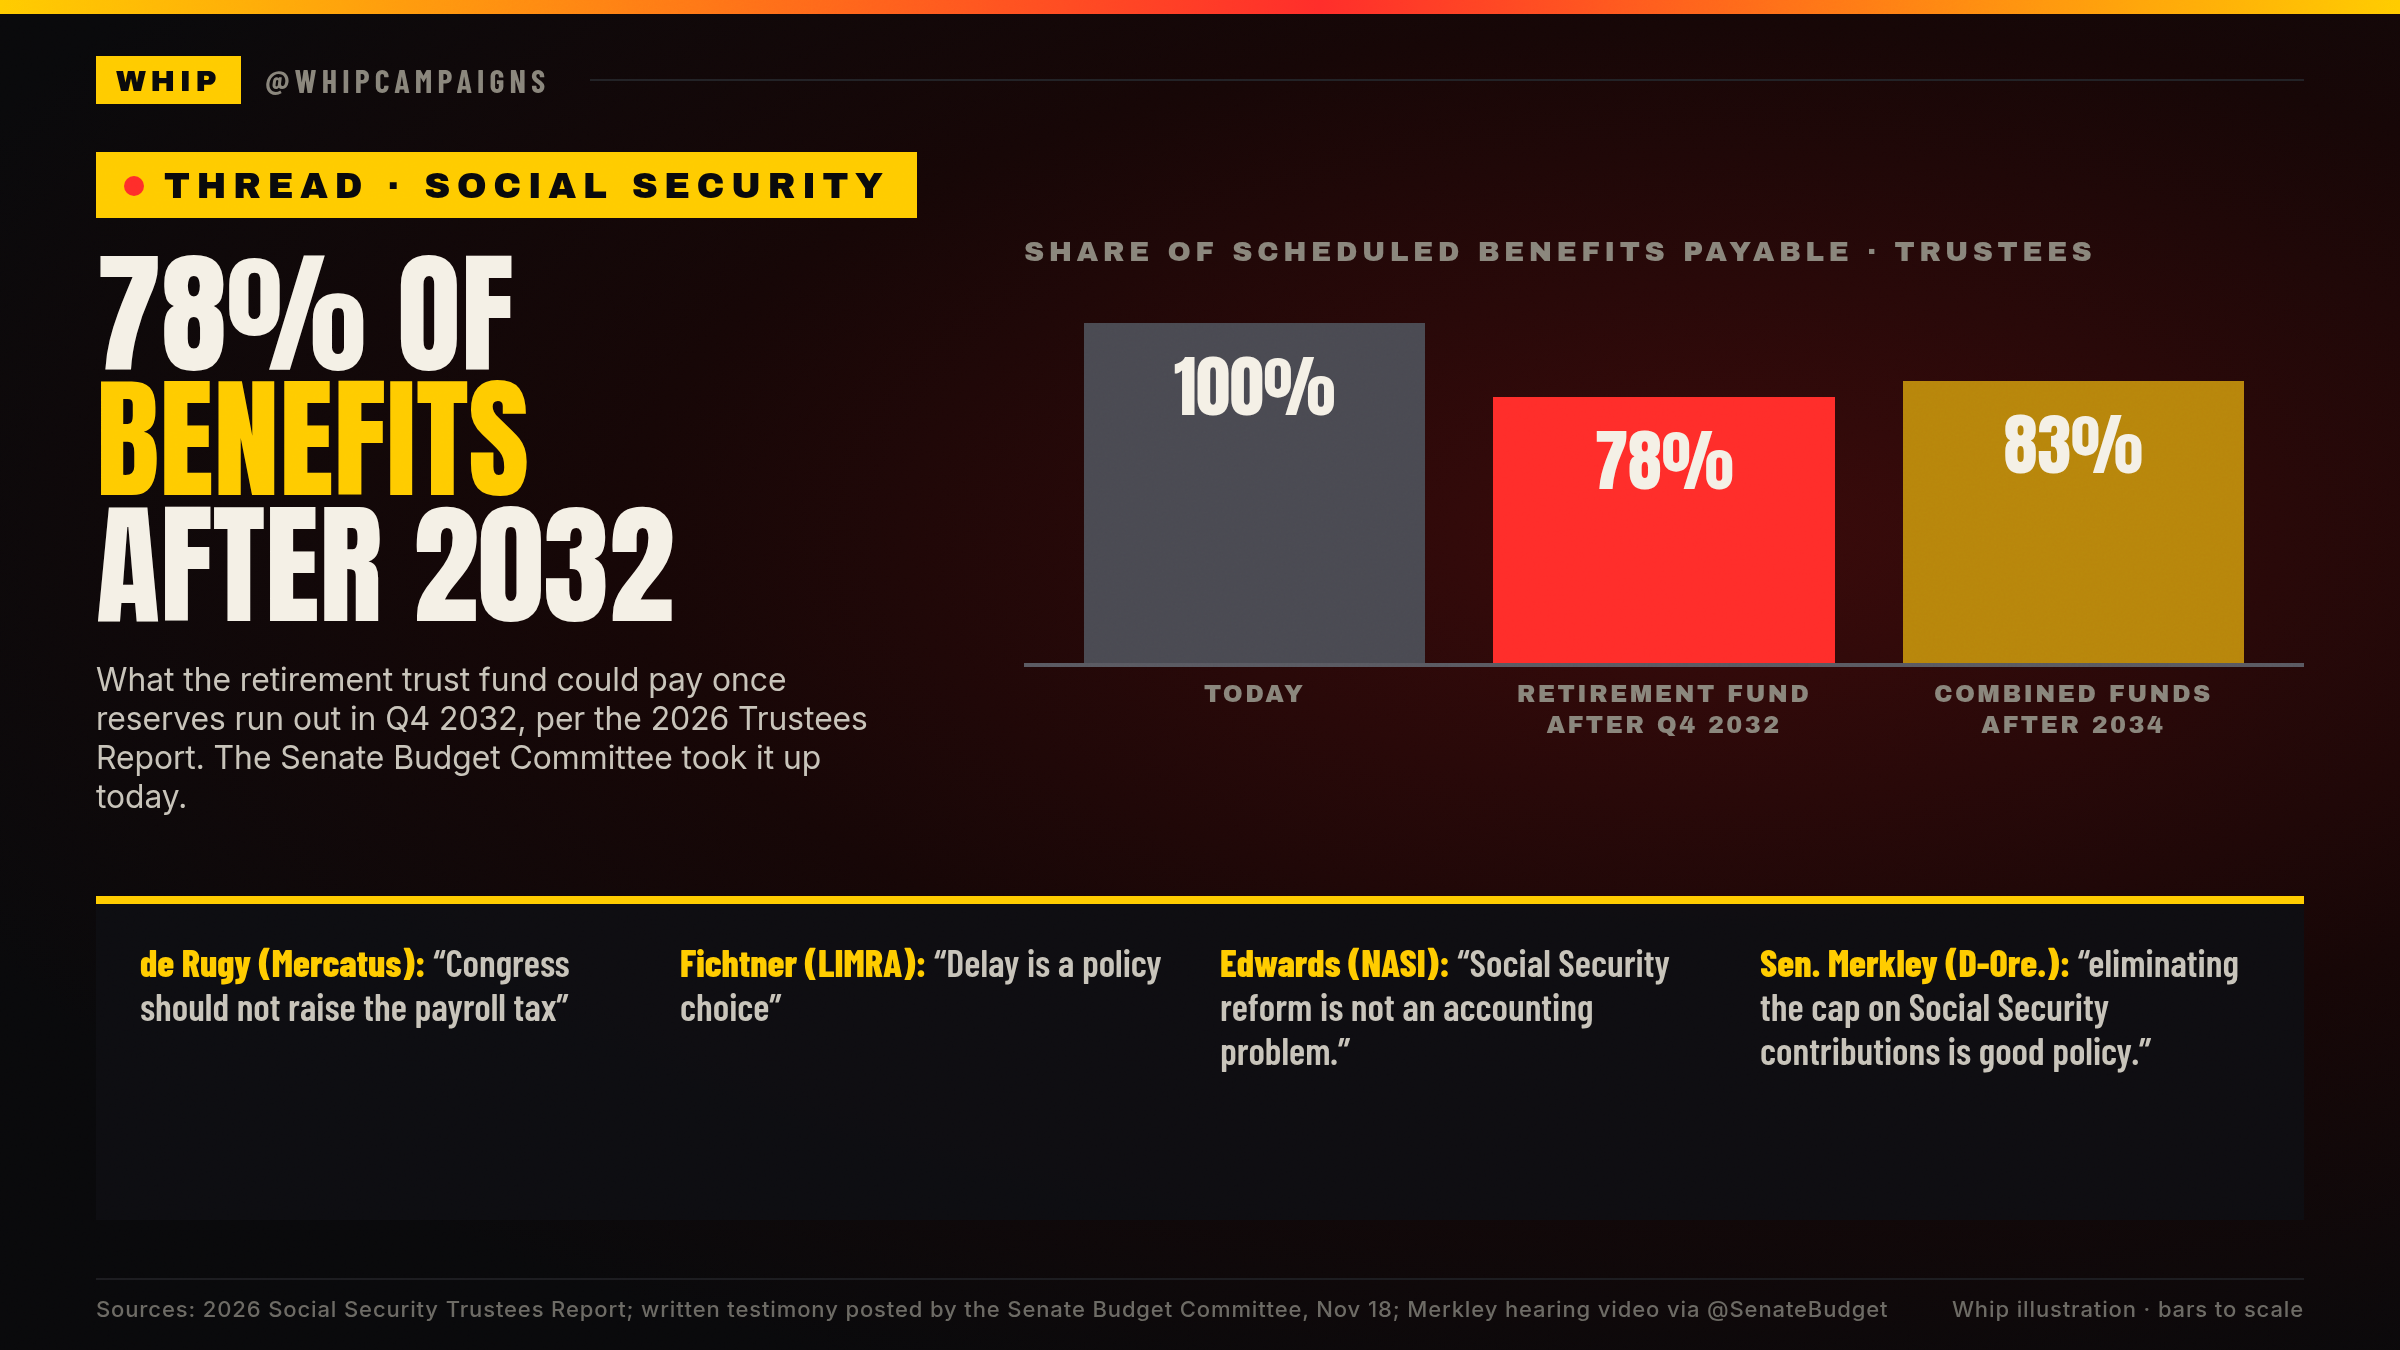 WHIP @WHIPCAMPAIGNS
THREAD · SOCIAL SECURITY
78% OF
BENEFITS
AFTER 2032
What the retirement trust fund could pay once
reserves run out in Q4 2032, per the 2026 Trustees
Report. The Senate Budget Committee took it up
today.
SHARE OF SCHEDULED BENEFITS PAYABLE · TRUSTEES
100%
78%
83%
TODAY
RETIREMENT FUND
AFTER Q4 2032
COMBINED FUNDS
AFTER 2034
de Rugy (Mercatus): “Congress
should not raise the payroll tax”
Fichtner (LIMRA): “Delay is a policy
choice”
Edwards (NASI): “Social Security
reform is not an accounting
problem.”
Sen. Merkley (D-Ore.): “eliminating
the cap on Social Security
contributions is good policy.”
Sources: 2026 Social Security Trustees Report; written testimony posted by the Senate Budget Committee, Nov 18; Merkley hearing video via @SenateBudget
Whip illustration · bars to scale